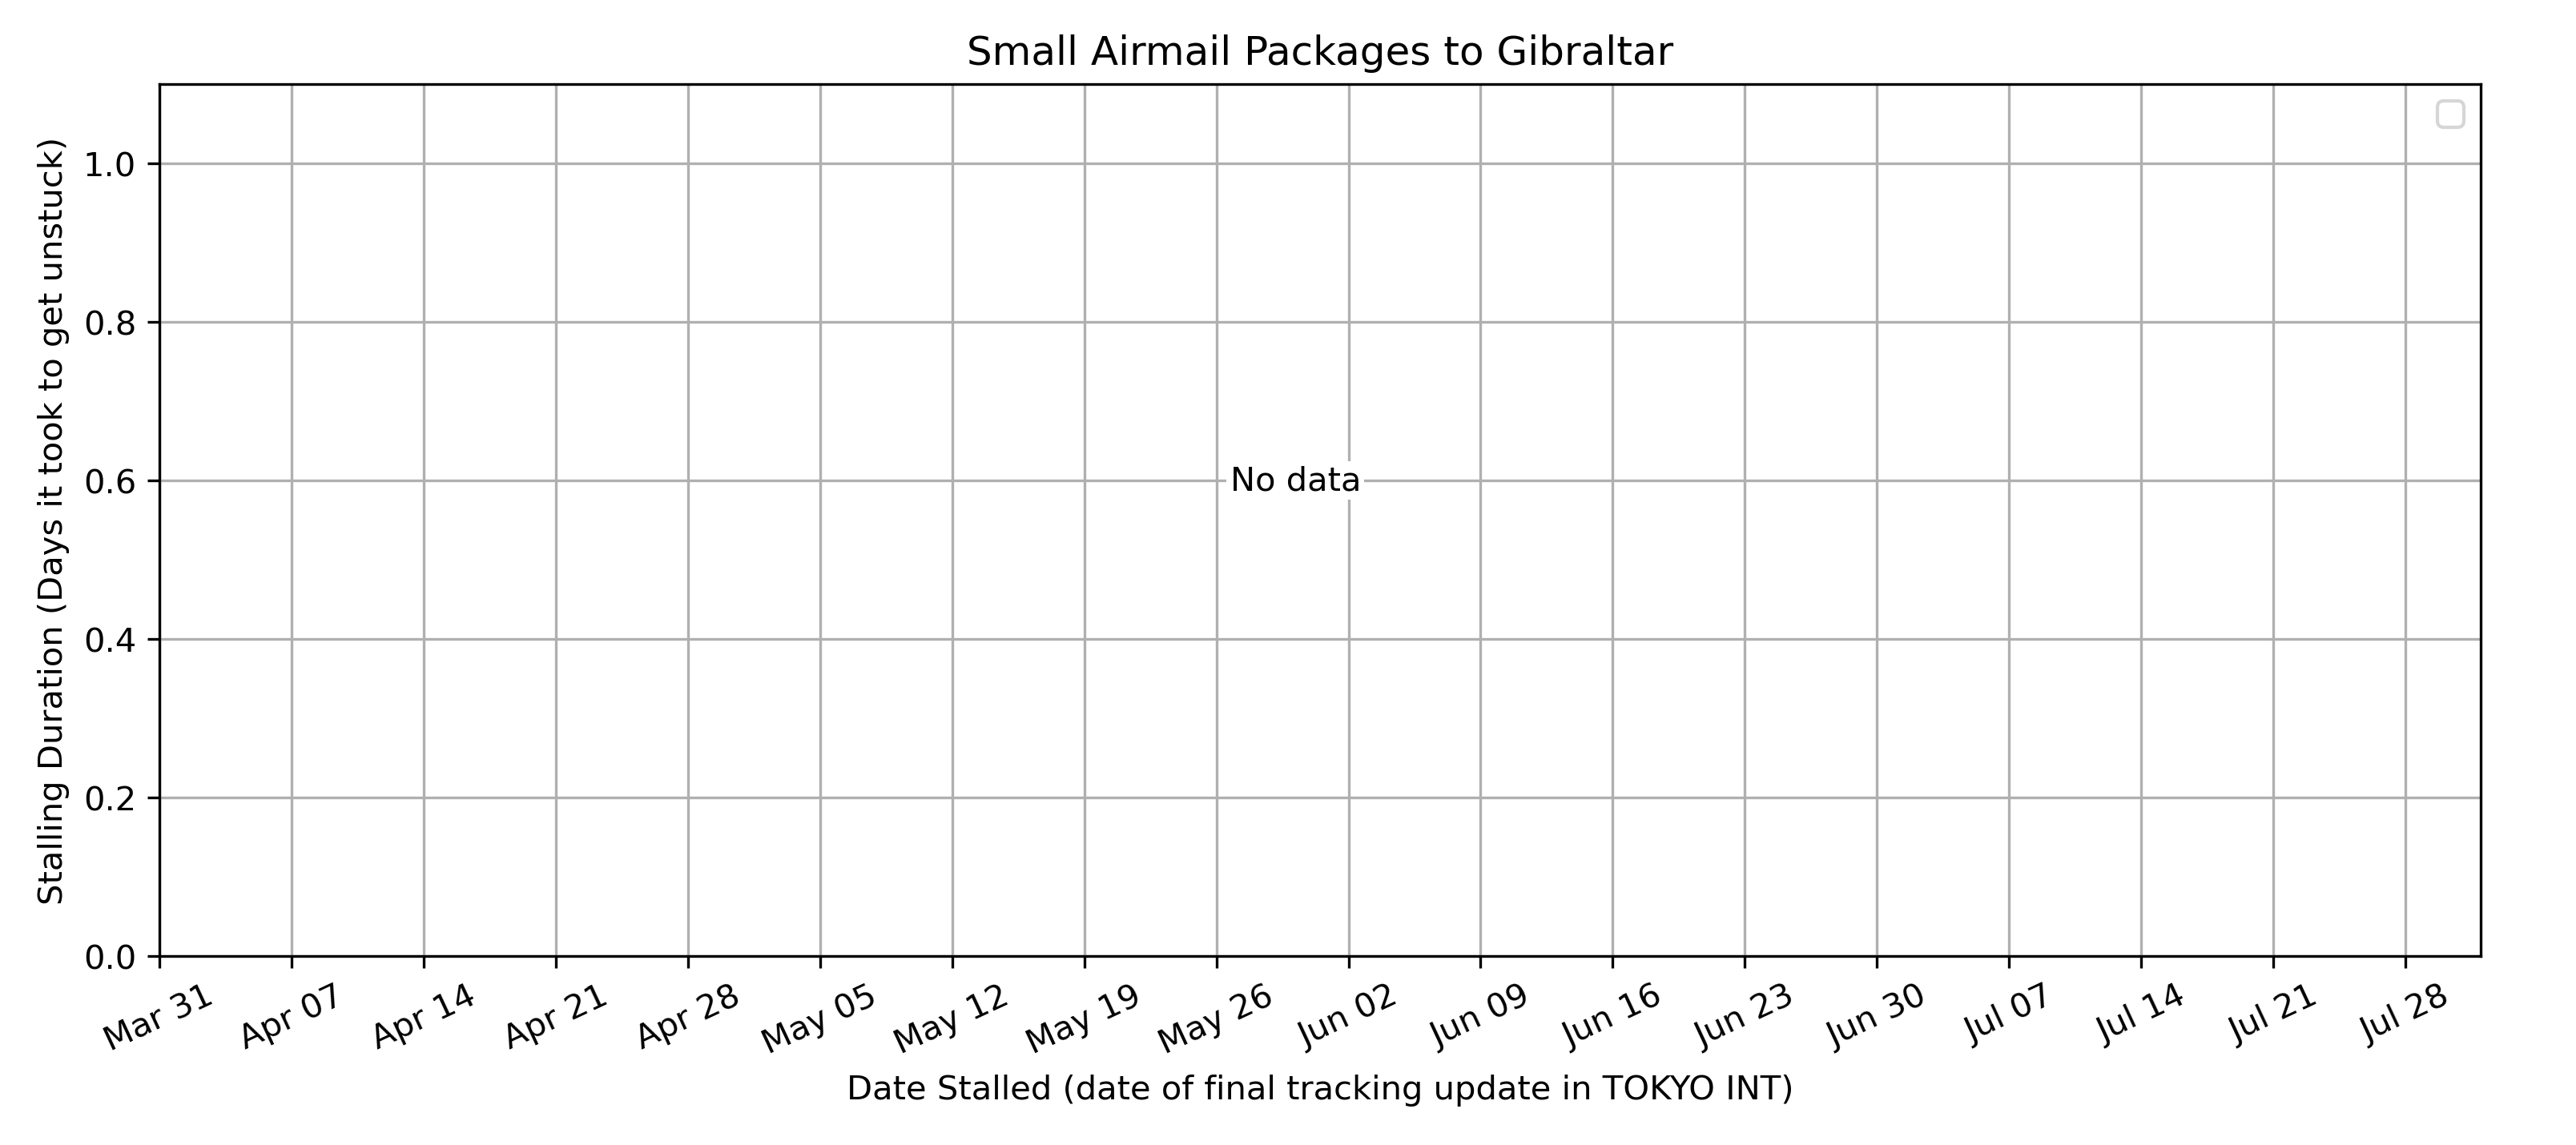 Small Airmail Packages to Gibraltar
Stalling Duration (Days it took to get unstuck)
1.0
0.8
0.6
0.4
0.2
0.0
No data
Mar 31
Apr 07
Apr 14
Apr 21
Apr 28
May 05
May 12
May 19
May 26
Jun 02
Jun 09
Jun 16
Jun 23
Jun 30
Jul 07
Jul 14
Jul 21
Jul 28
Date Stalled (date of final tracking update in TOKYO INT)